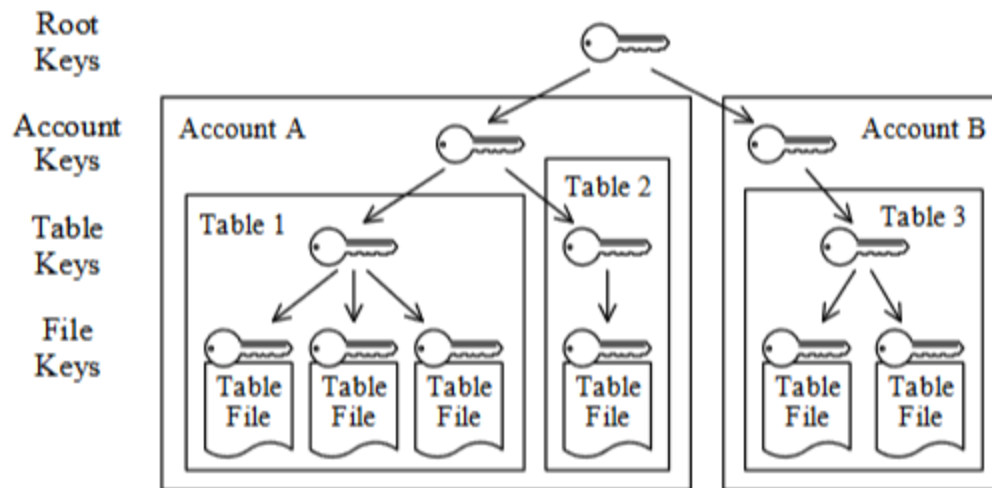 Root
Keys
Account
Keys
Account A
Account B
Table 2
Table
Keys
Table 1
Table 3
File
Keys
Table
File
Table
File
Table
File
Table
File
Table
File
Table
File